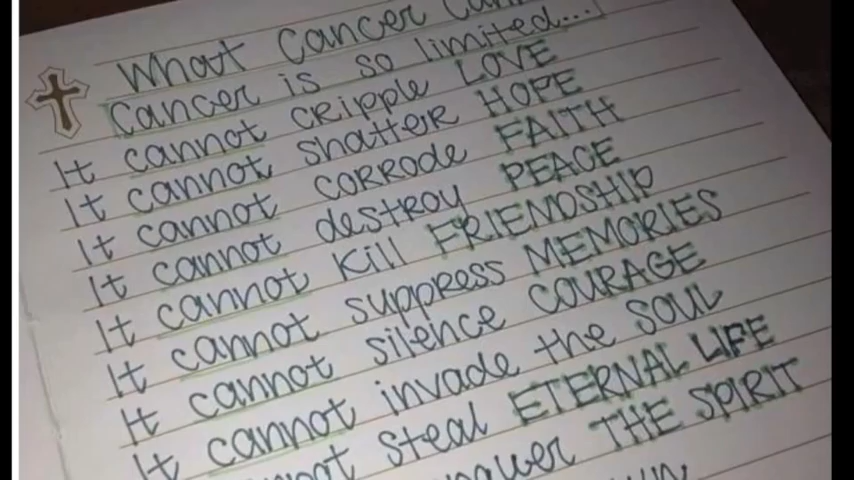 What Cancer
Cancer is so limited...
It cannot cripple LOVE
It cannot shatter HOPE
It cannot corrode FAITH
It cannot destroy PEACE
It cannot kill FRIENDSHIP
It cannot suppress MEMORIES
It cannot silence COURAGE
It cannot invade the SOUL
It cannot steal ETERNAL LIFE
THE SPIRIT